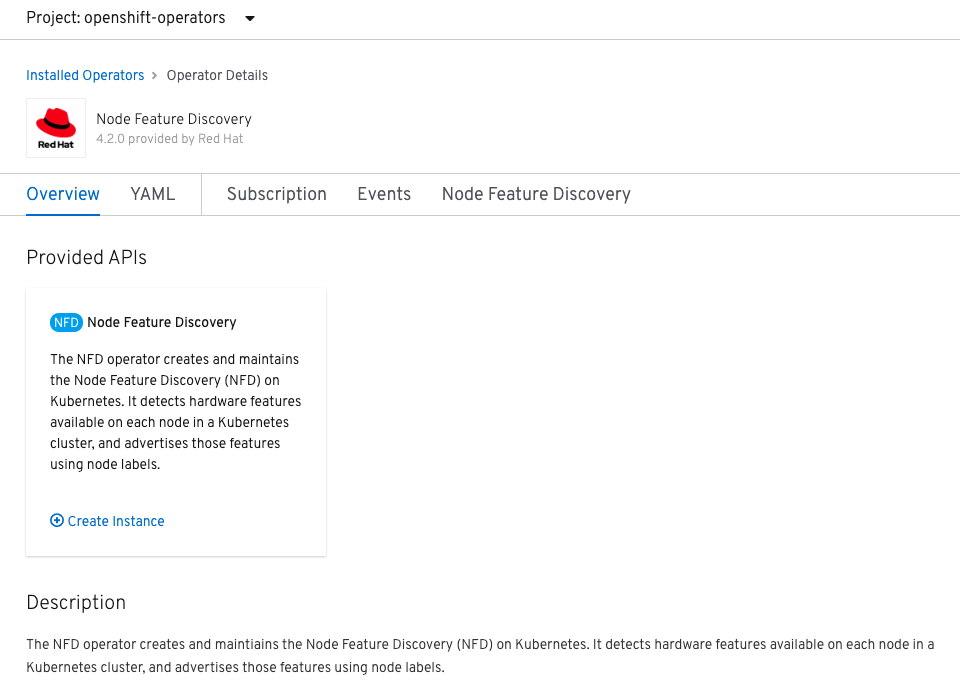 Project: openshift-operators
Installed Operators > Operator Details
Node Feature Discovery
4.2.0 provided by Red Hat
Red Hat
Overview YAML Subscription Events Node Feature Discovery
Provided APIs
NFD Node Feature Discovery
The NFD operator creates and maintains
the Node Feature Discovery (NFD) on
Kubernetes. It detects hardware features
available on each node in a Kubernetes
cluster, and advertises those features
using node labels.
Create Instance
Description
The NFD operator creates and maintiains the Node Feature Discovery (NFD) on Kubernetes. It detects hardware features available on each node in a
Kubernetes cluster, and advertises those features using node labels.